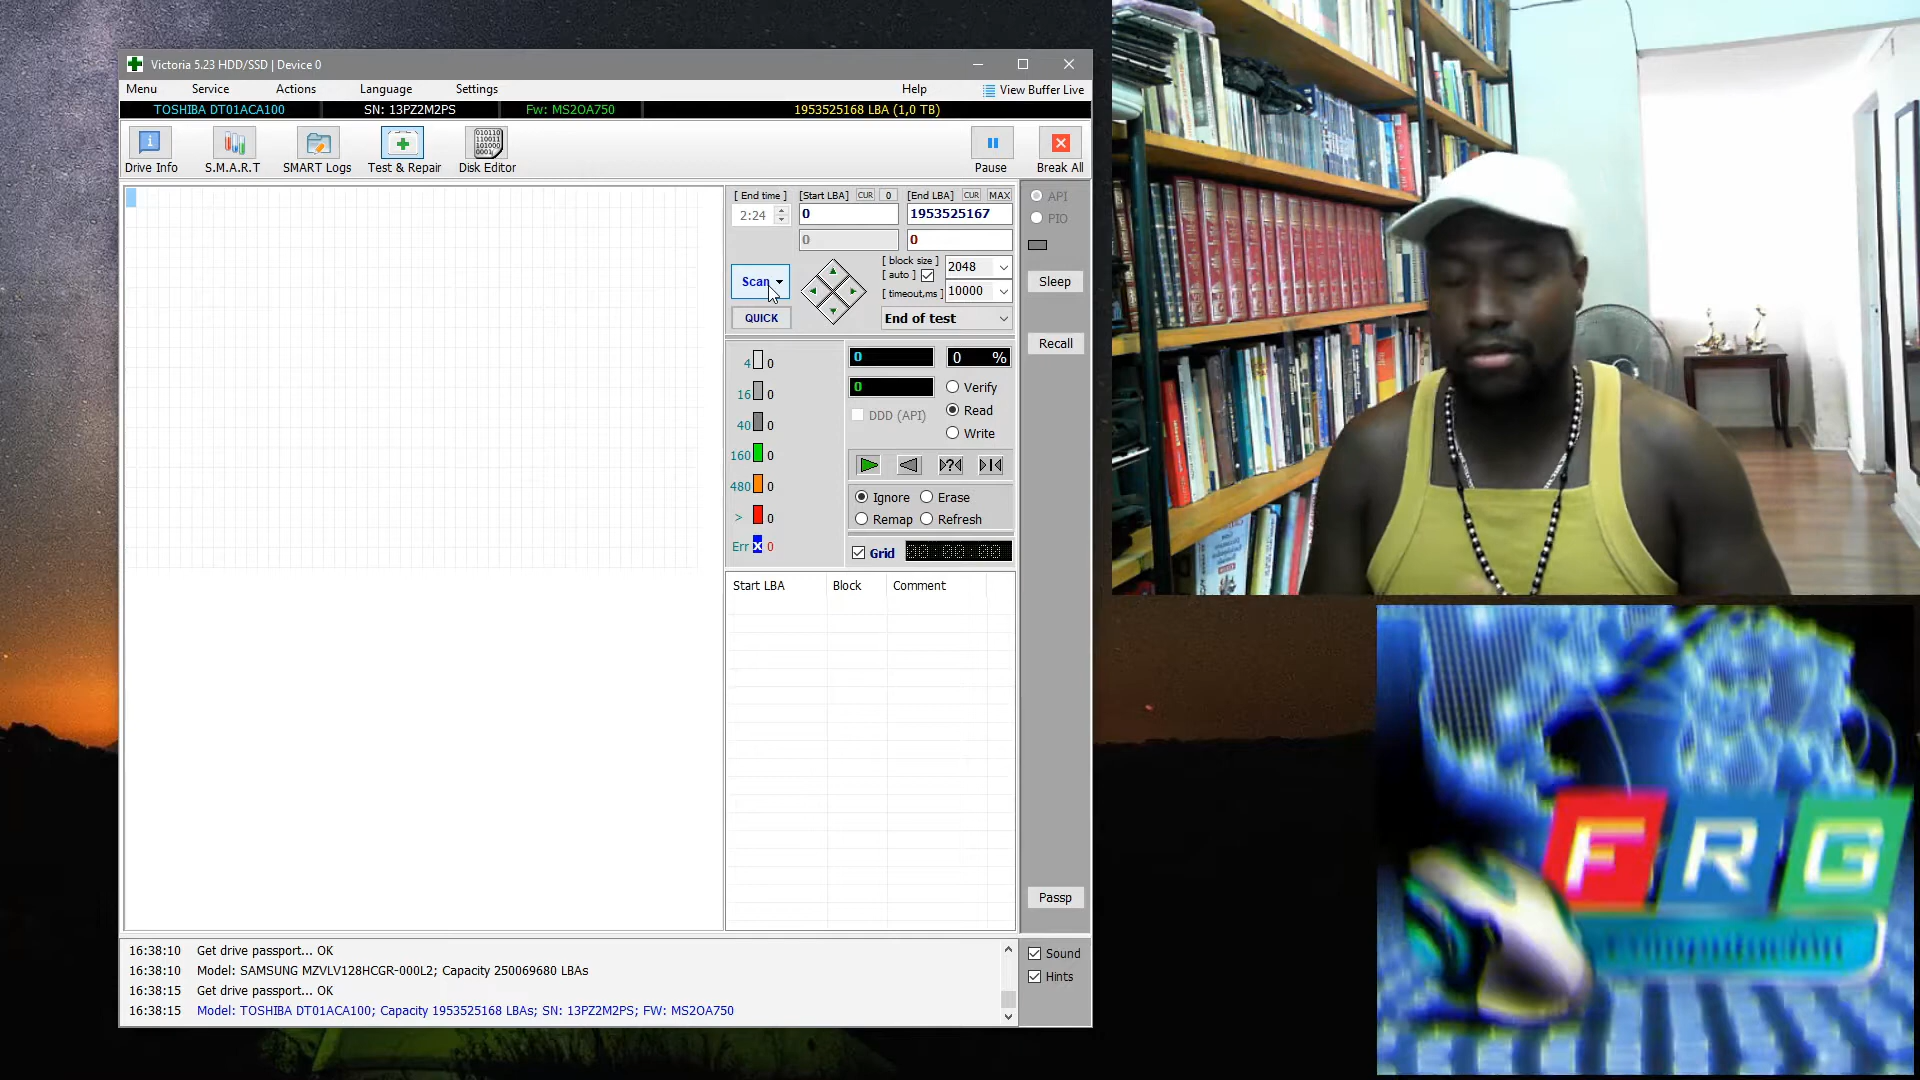 Victoria 5.23 HDD/SSD | Device 0
Menu Service Actions Language Settings Help View Buffer Live
TOSHIBA DT01ACA100 SN: 13PZ2M2PS Fw: MS2OA750 1953525168 LBA (1,0 TB)
Drive Info S.M.A.R.T SMART Logs Test & Repair Disk Editor Pause Break All
[ End time ] [Start LBA] CUR 0 [End LBA] CUR MAX
2:24 0 1953525167
0 0
[ block size ] 2048
[ auto ]
[ timeout,ms ] 10000
Scan
QUICK End of test
API
PIO
Sleep
Recall
4 0
16 0
40 0
160 0
480 0
> 0
Err x 0
0 0 %
0 Verify
DDD (API) Read
Write
Ignore Erase
Remap Refresh
Grid 00:00:00
Start LBA Block Comment
Passp
16:38:10 Get drive passport... OK
16:38:10 Model: SAMSUNG MZVLV128HCGR-000L2; Capacity 250069680 LBAs
16:38:15 Get drive passport... OK
16:38:15 Model: TOSHIBA DT01ACA100; Capacity 1953525168 LBAs; SN: 13PZ2M2PS; FW: MS2OA750
Sound
Hints
FRG